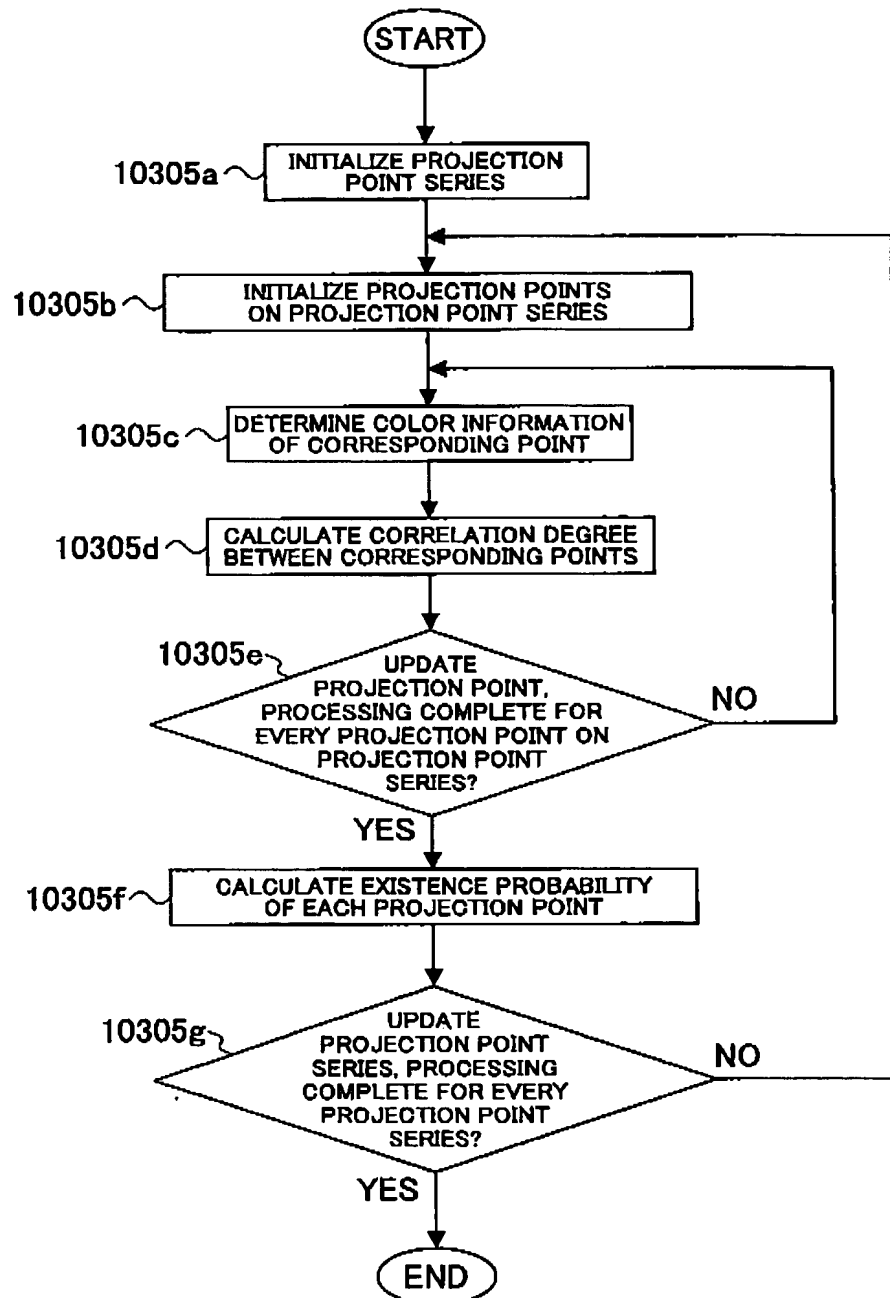 START
10305a
INITIALIZE PROJECTION
POINT SERIES
10305b
INITIALIZE PROJECTION POINTS
ON PROJECTION POINT SERIES
10305c
DETERMINE COLOR INFORMATION
OF CORRESPONDING POINT
10305d
CALCULATE CORRELATION DEGREE
BETWEEN CORRESPONDING POINTS
10305e
UPDATE
PROJECTION POINT,
PROCESSING COMPLETE FOR
EVERY PROJECTION POINT ON
PROJECTION POINT
SERIES?
NO
YES
10305f
CALCULATE EXISTENCE PROBABILITY
OF EACH PROJECTION POINT
10305g
UPDATE
PROJECTION POINT
SERIES, PROCESSING
COMPLETE FOR EVERY
PROJECTION POINT
SERIES?
NO
YES
END